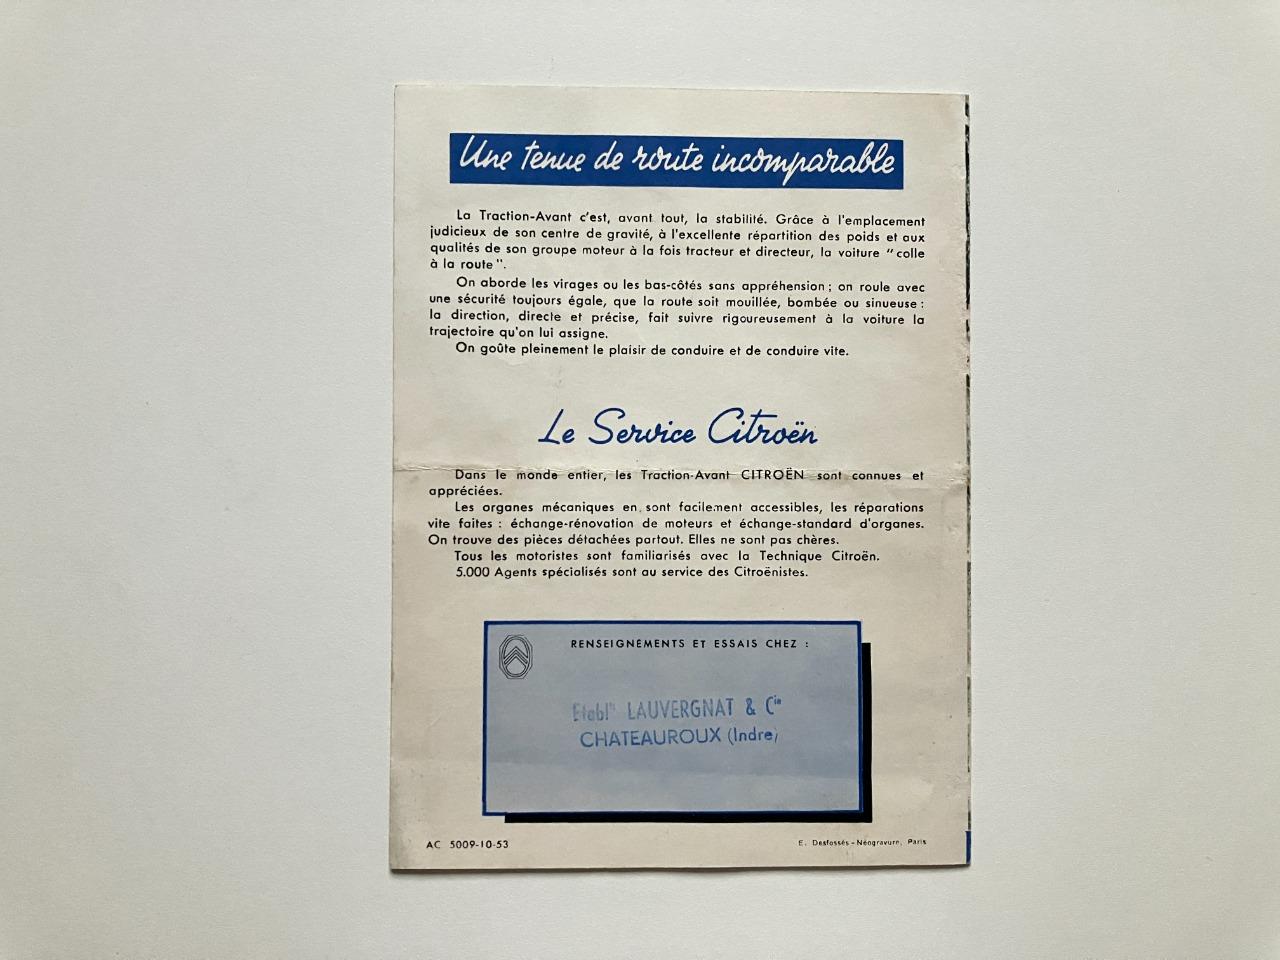 Une tenue de route incomparable
La Traction-Avant c'est, avant tout, la stabilité. Grâce à l'emplacement
judicieux de son centre de gravité, à l'excellente répartition des poids et aux
qualités de son groupe moteur à la fois tracteur et directeur, la voiture "colle
à la route".
On aborde les virages ou les bas-côtés sans appréhension ; on roule avec
une sécurité toujours égale, que la route soit mouillée, bombée ou sinueuse :
la direction, directe et précise, fait suivre rigoureusement à la voiture la
trajectoire qu'on lui assigne.
On goûte pleinement le plaisir de conduire et de conduire vite.
Le Service Citroën
Dans le monde entier, les Traction-Avant CITROËN sont connues et
appréciées.
Les organes mécaniques en sont facilement accessibles, les réparations
vite faites : échange-rénovation de moteurs et échange-standard d'organes.
On trouve des pièces détachées partout. Elles ne sont pas chères.
Tous les motoristes sont familiarisés avec la Technique Citroën.
5.000 Agents spécialisés sont au service des Citroënistes.
RENSEIGNEMENTS ET ESSAIS CHEZ :
Etabl<sup>ts</sup> LAUVERGNAT & C<sup>ie</sup>
CHATEAUROUX (Indre)
AC 5009-10-53
E. Desfossés - Néogravure, Paris